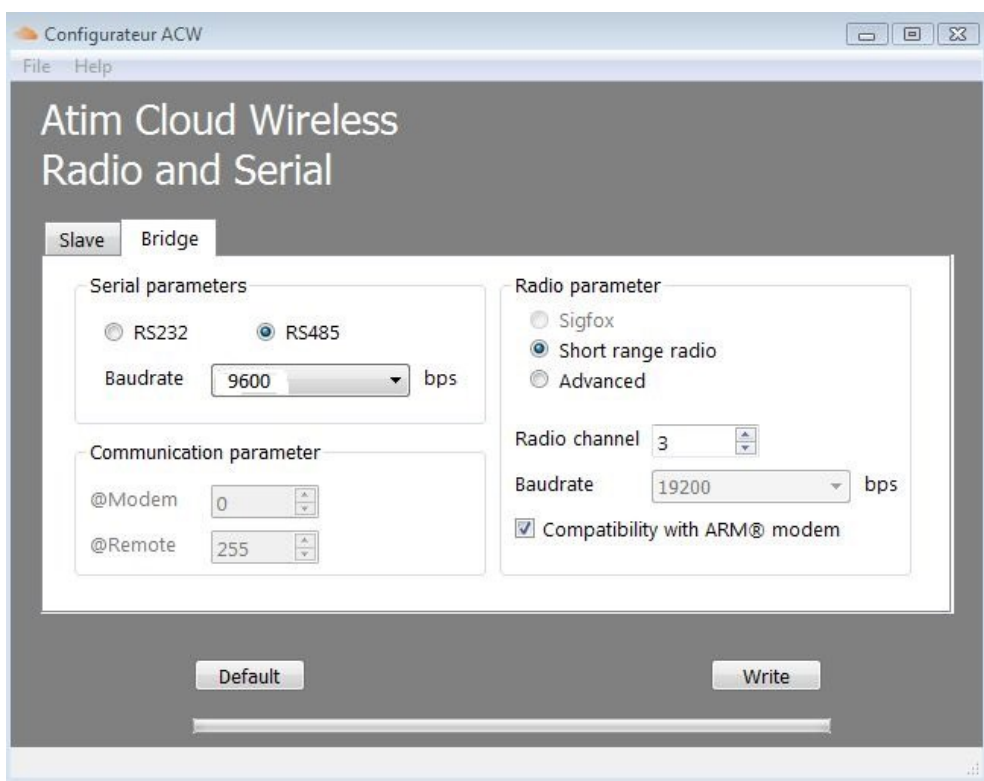 Configurateur ACW
File Help
Atim Cloud Wireless
Radio and Serial
Slave Bridge
Serial parameters
RS232 RS485
Baudrate 9600 bps
Communication parameter
@Modem 0
@Remote 255
Radio parameter
Sigfox
Short range radio
Advanced
Radio channel 3
Baudrate 19200 bps
Compatibility with ARM® modem
Default Write